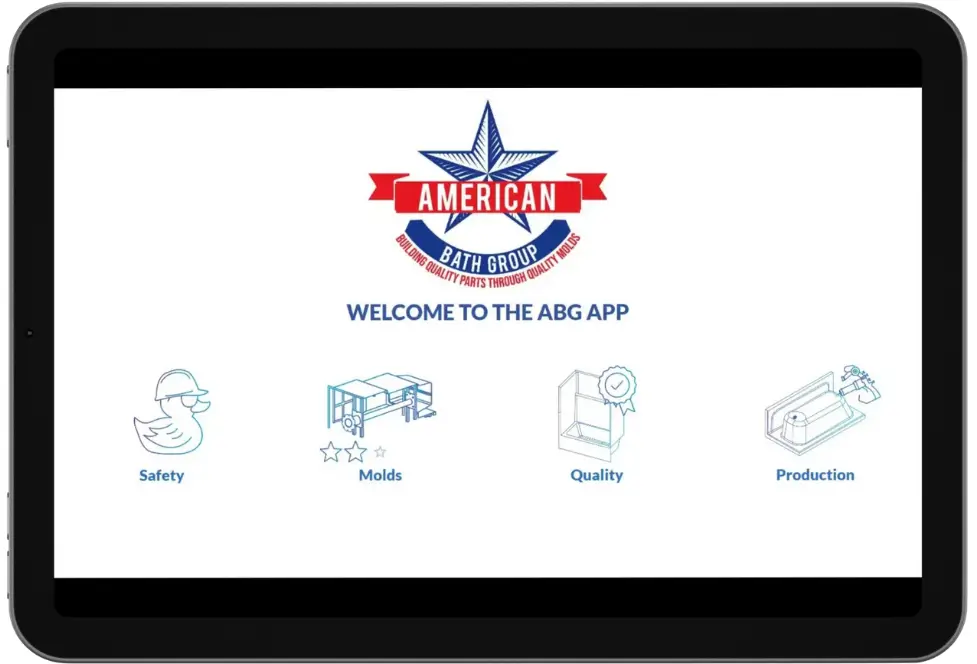 AMERICAN
BATH GROUP
BUILDING QUALITY PARTS THROUGH QUALITY MOLDS
WELCOME TO THE ABG APP
Safety
Molds
Quality
Production